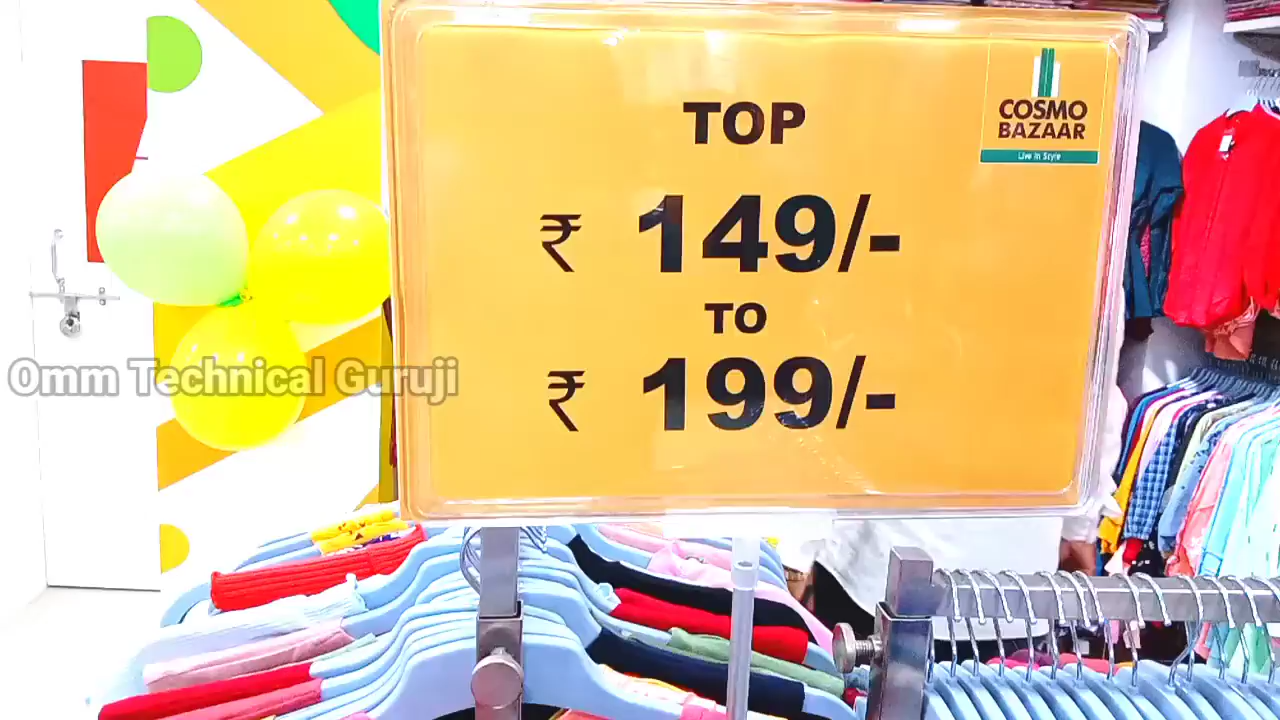 TOP
₹ 149/-
TO
₹ 199/-
COSMO
BAZAAR
Live in Style
Omm Technical Guruji